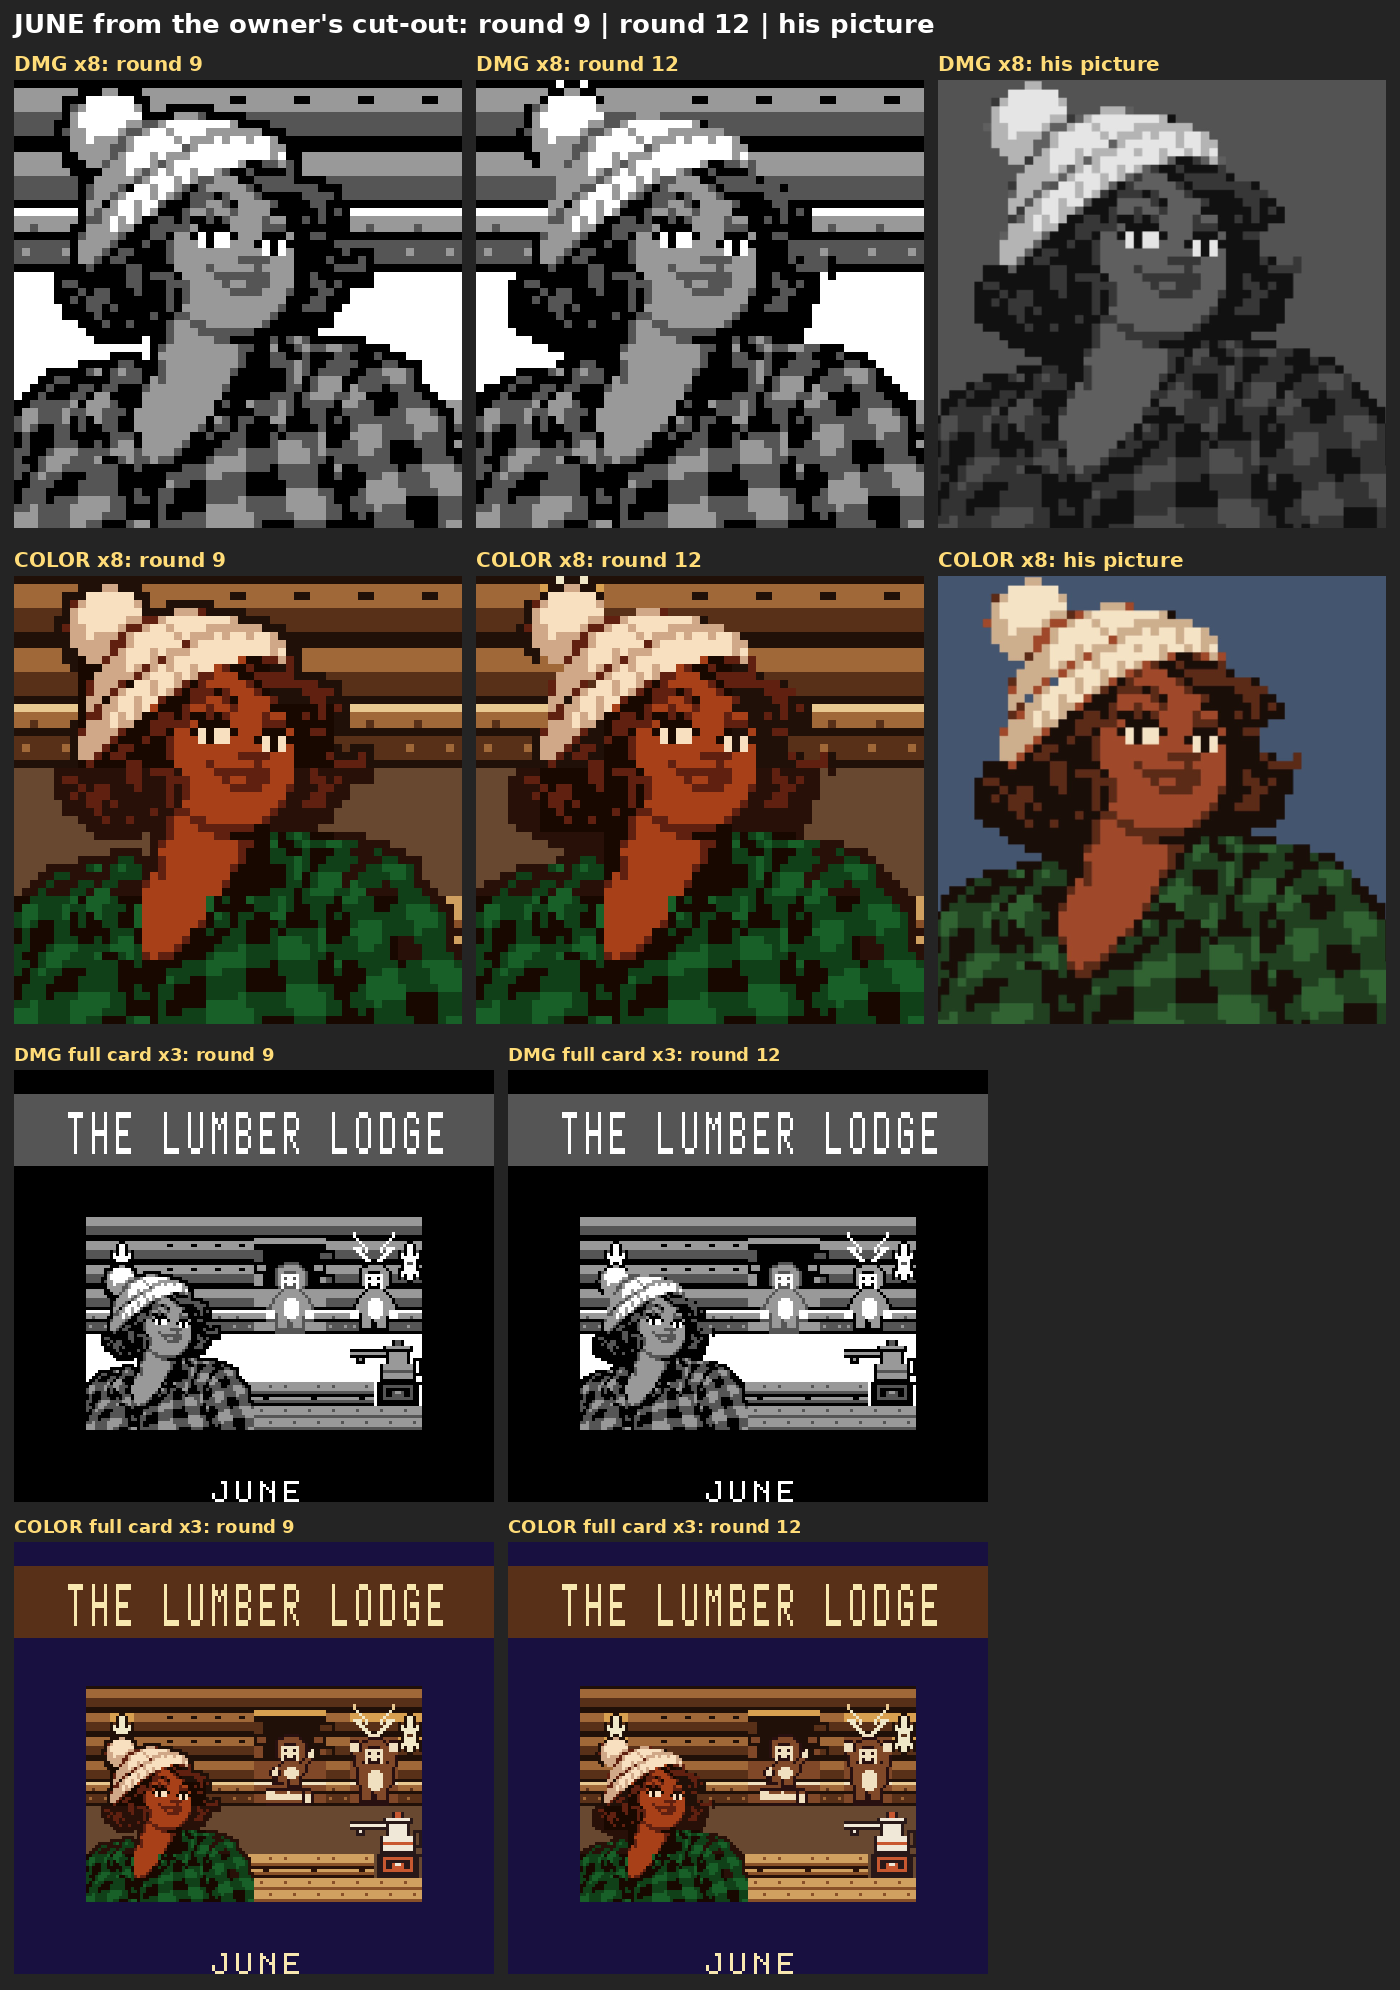 JUNE from the owner's cut-out: round 9 | round 12 | his picture
DMG x8: round 9
DMG x8: round 12
DMG x8: his picture
COLOR x8: round 9
COLOR x8: round 12
COLOR x8: his picture
DMG full card x3: round 9
DMG full card x3: round 12
THE LUMBER LODGE
THE LUMBER LODGE
JUNE
JUNE
COLOR full card x3: round 9
COLOR full card x3: round 12
THE LUMBER LODGE
THE LUMBER LODGE
JUNE
JUNE